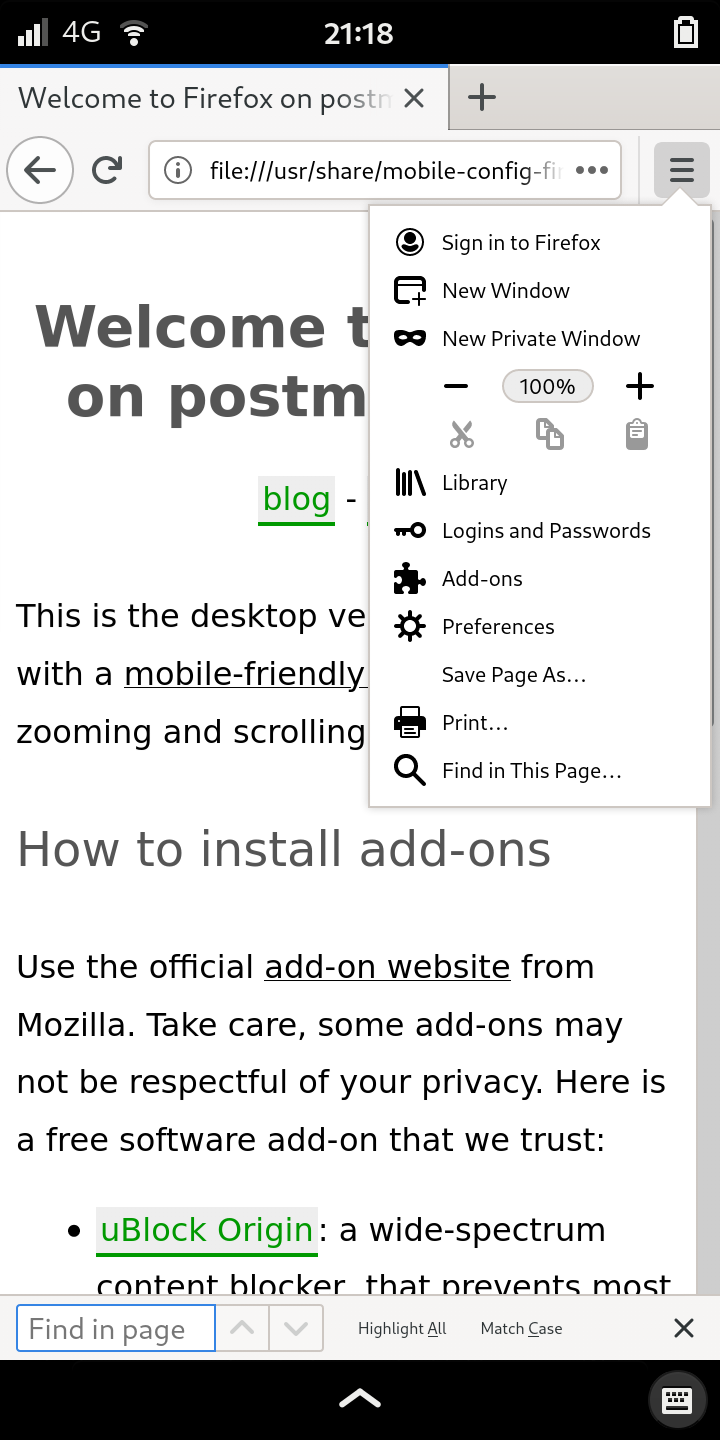 4G 21:18
Welcome to Firefox on postm
file:///usr/share/mobile-config-fir
Sign in to Firefox
New Window
New Private Window
100%
Library
Logins and Passwords
Add-ons
Preferences
Save Page As...
Print...
Find in This Page...
Welcome t
on postm
blog -
This is the desktop ve
with a mobile-friendly
zooming and scrolling
How to install add-ons
Use the official add-on website from
Mozilla. Take care, some add-ons may
not be respectful of your privacy. Here is
a free software add-on that we trust:
• uBlock Origin: a wide-spectrum
content blocker, that prevents most
Find in page Highlight All Match Case